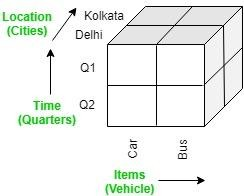 Location
(Cities)
Kolkata
Delhi
Time
(Quarters)
Q1
Q2
Car
Bus
Items
(Vehicle)